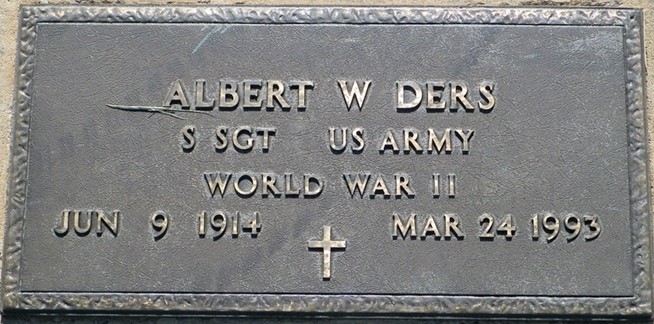 ALBERT W DERS
S SGT US ARMY
WORLD WAR II
JUN 9 1914 MAR 24 1993